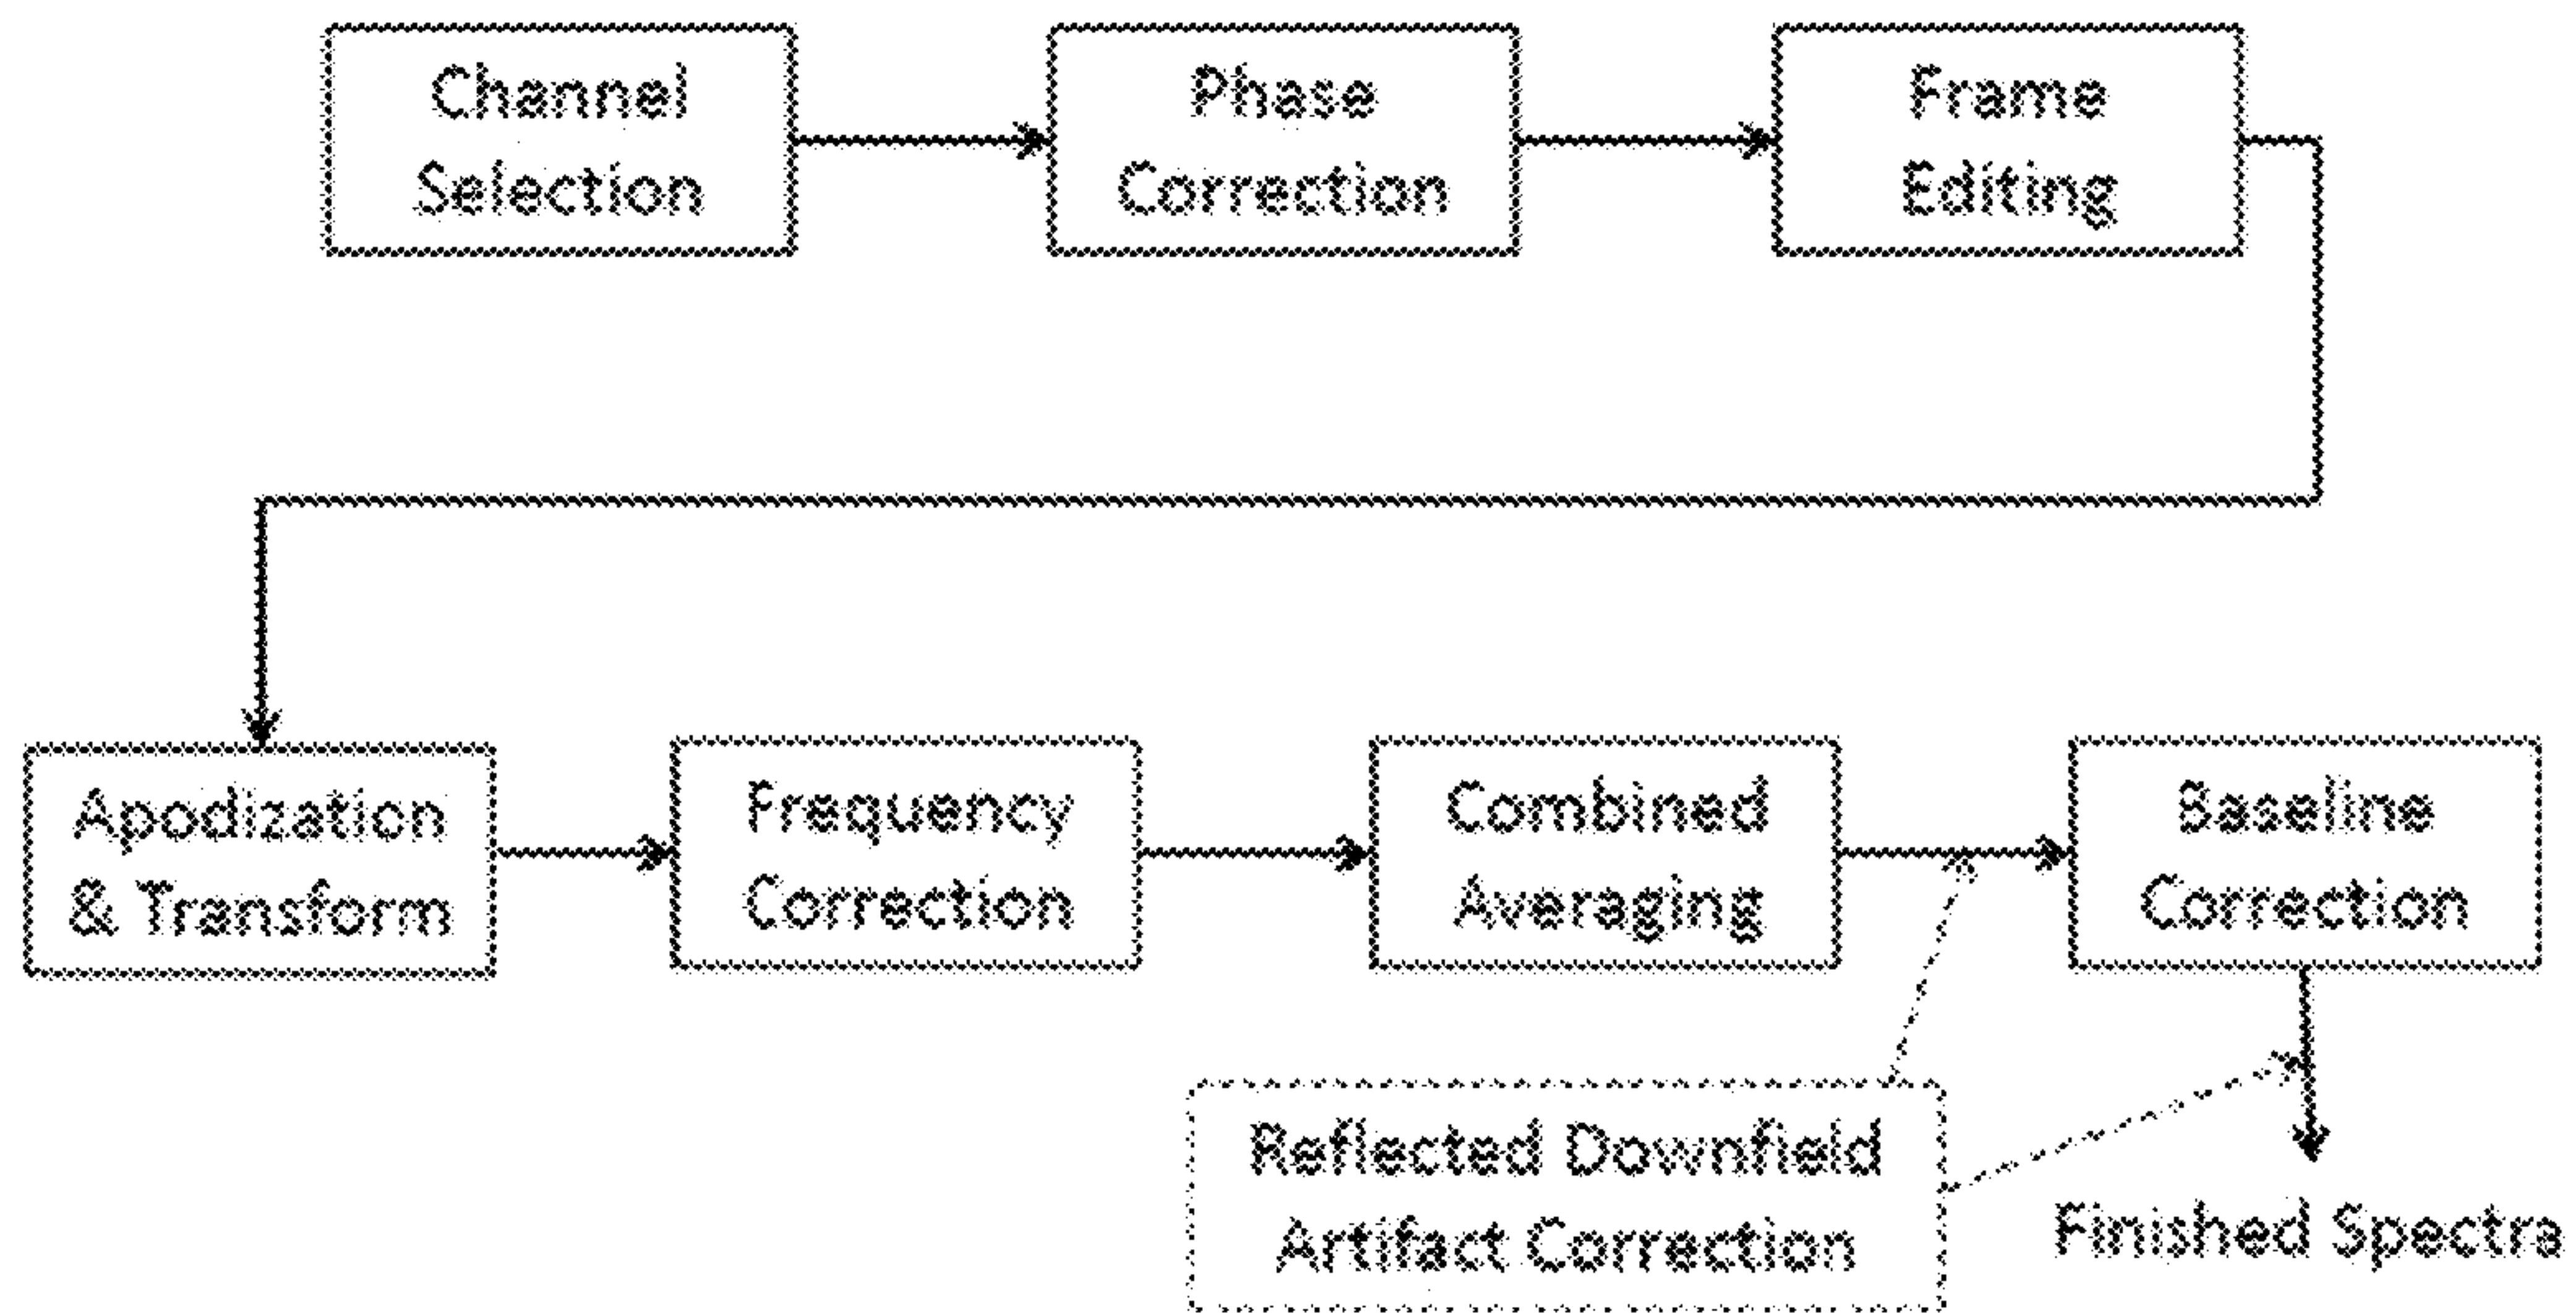 Channel
Selection
Phase
Correction
Frame
Editing
Apodization
& Transform
Frequency
Correction
Combined
Averaging
Baseline
Correction
Reflected Downfield
Artifact Correction
Finished Spectra